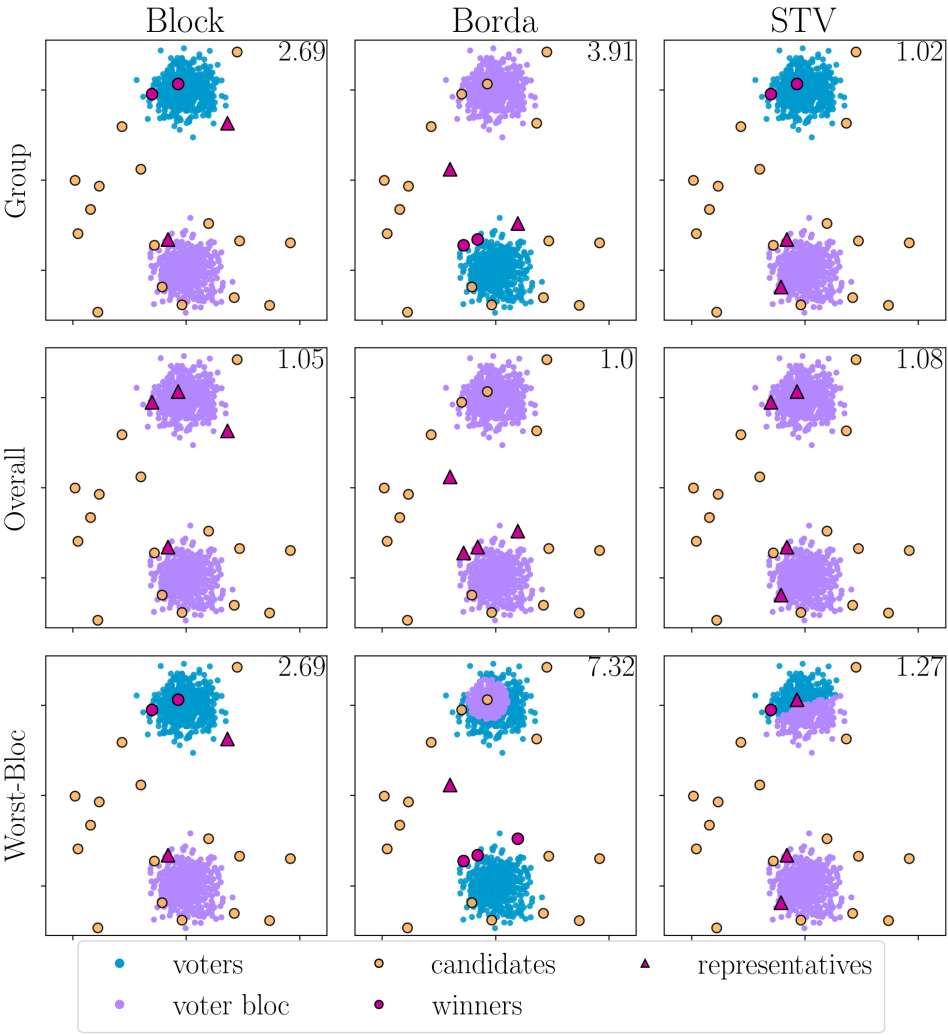 Block Borda STV
Group 2.69 3.91 1.02
Overall 1.05 1.0 1.08
Worst-Bloc 2.69 7.32 1.27
voters candidates representatives
voter bloc winners